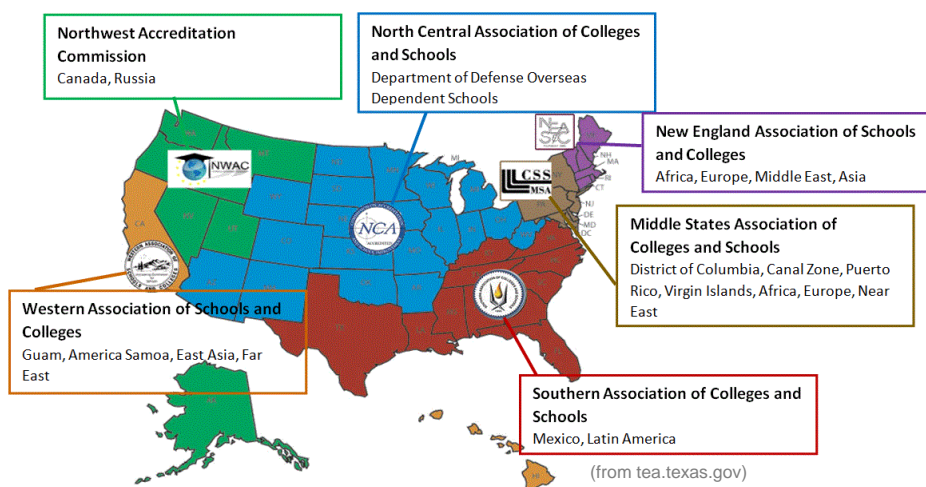 Northwest Accreditation
Commission
Canada, Russia
North Central Association of Colleges
and Schools
Department of Defense Overseas
Dependent Schools
New England Association of Schools
and Colleges
Africa, Europe, Middle East, Asia
Middle States Association of
Colleges and Schools
District of Columbia, Canal Zone, Puerto
Rico, Virgin Islands, Africa, Europe, Near
East
Western Association of Schools and
Colleges
Guam, America Samoa, East Asia, Far
East
Southern Association of Colleges and
Schools
Mexico, Latin America
(from tea.texas.gov)
NWAC
NCA
CSS
MSA
MI
NH
MA
RI
CT
NJ
DE
MD
DC
CA